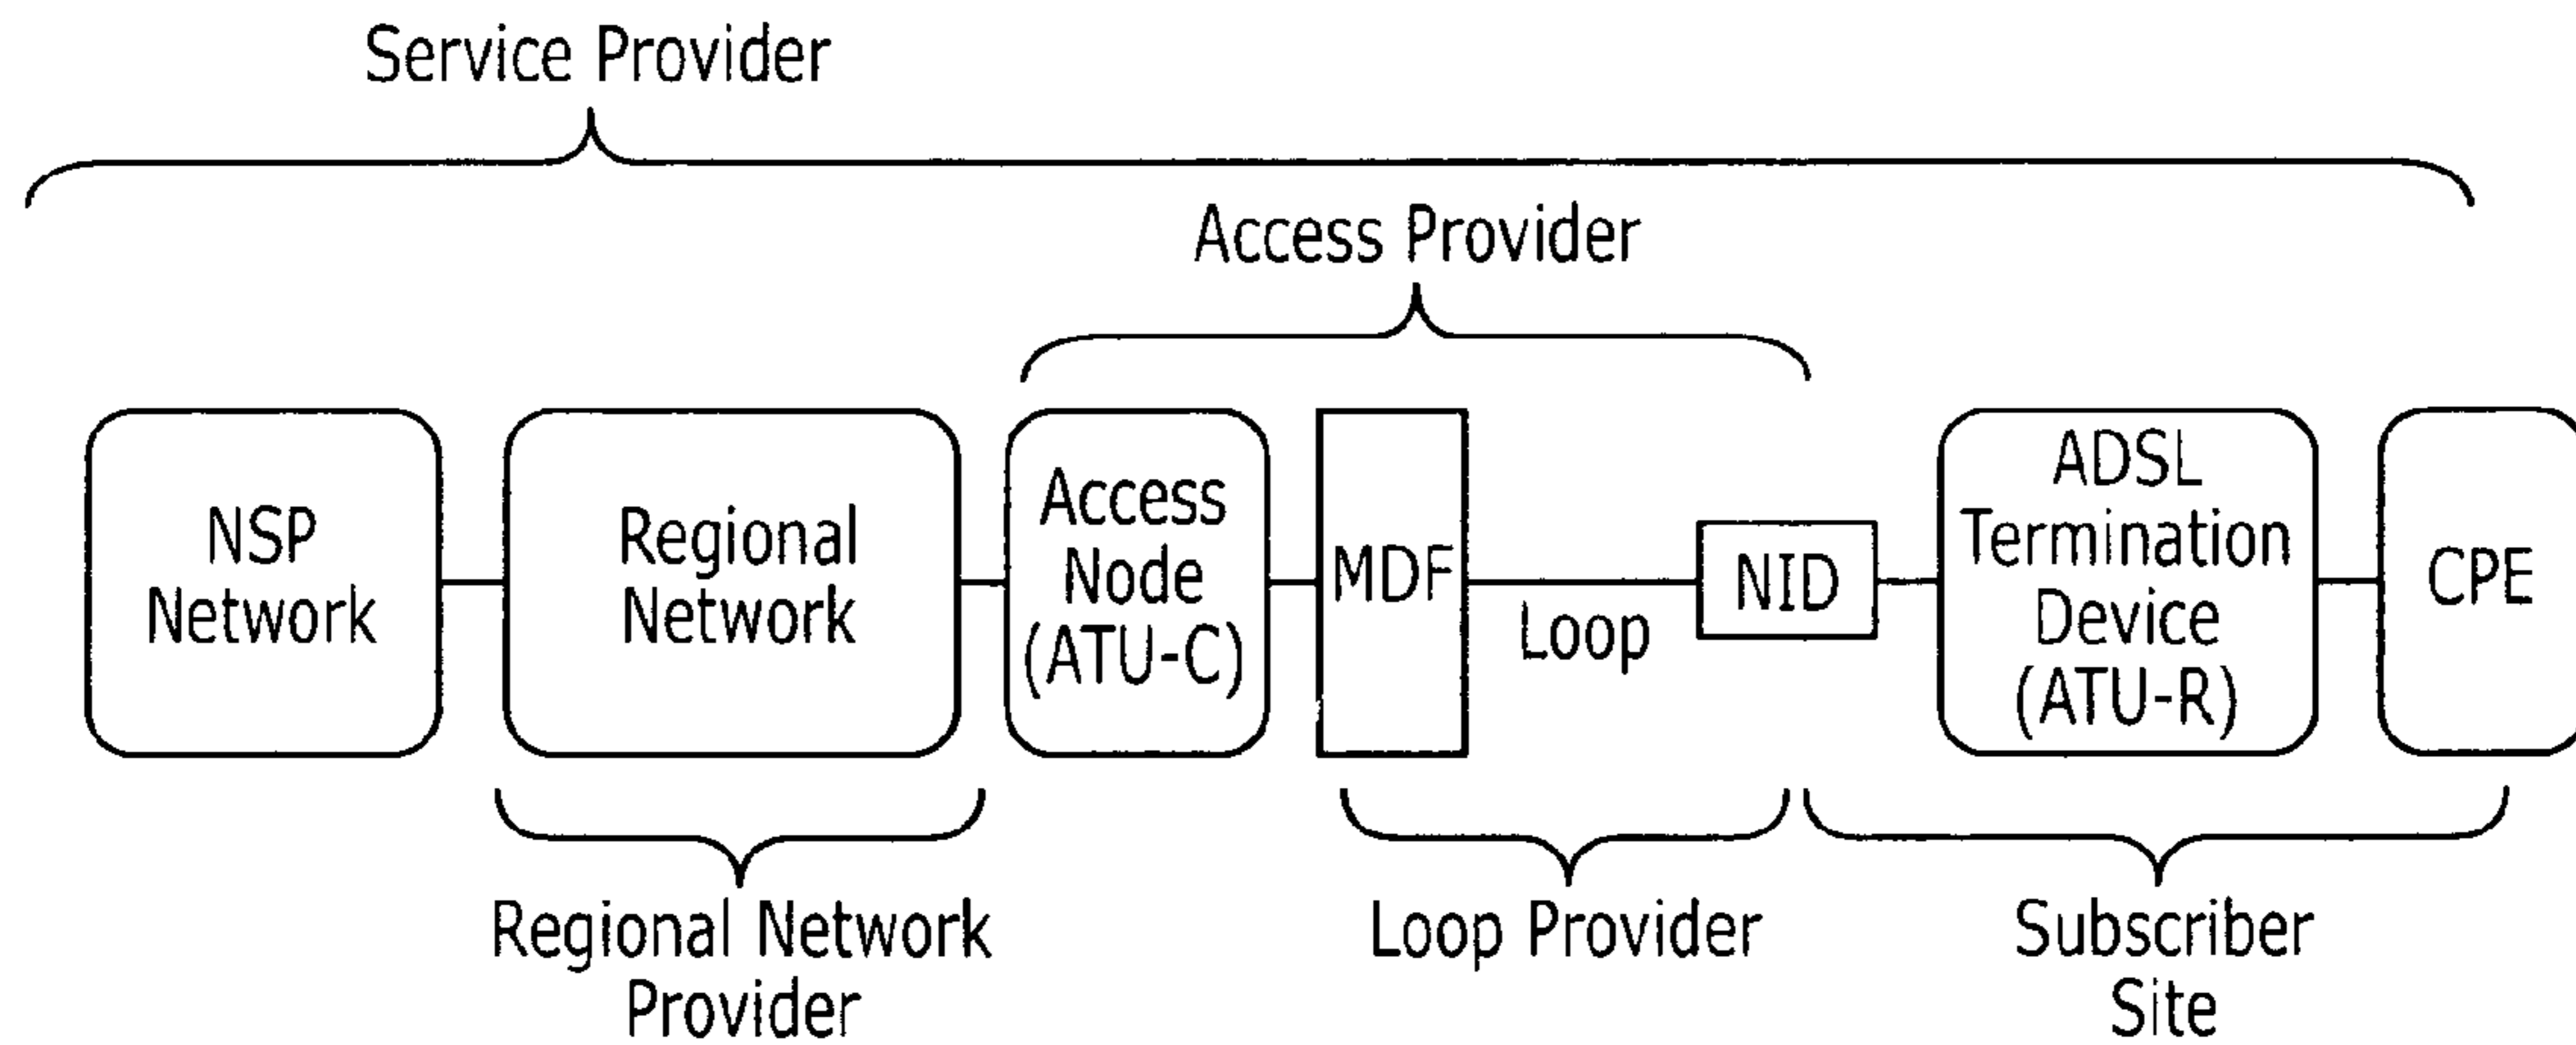 Service Provider
Access Provider
NSP
Network
Regional
Network
Access
Node
(ATU-C)
MDF
Loop
NID
ADSL
Termination
Device
(ATU-R)
CPE
Regional Network
Provider
Loop Provider
Subscriber
Site